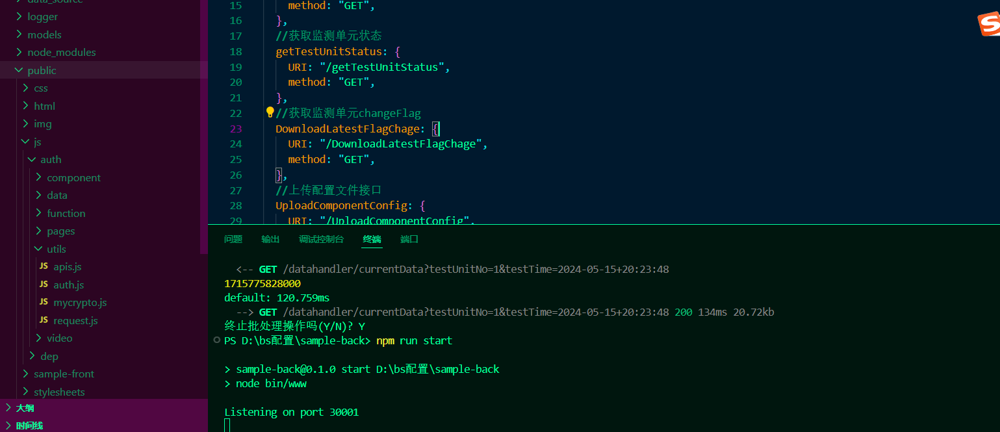 data_source
logger
models
node_modules
public
css
html
img
js
auth
component
data
function
pages
utils
JS apis.js
JS auth.js
JS mycrypto.js
JS request.js
video
dep
sample-front
stylesheets
大纲
时间线
15 method: "GET",
16 },
17 //获取监测单元状态
18 getTestUnitStatus: {
19 URI: "/getTestUnitStatus",
20 method: "GET",
21 },
22 //获取监测单元changeFlag
23 DownloadLatestFlagChage: {
24 URI: "/DownloadLatestFlagChage",
25 method: "GET",
26 },
27 //上传配置文件接口
28 UploadComponentConfig: {
29 URI: "/UploadComponentConfig",
问题 输出 调试控制台 终端 端口
<-- GET /datahandler/currentData?testUnitNo=1&testTime=2024-05-15+20:23:48
1715775828000
default: 120.759ms
--> GET /datahandler/currentData?testUnitNo=1&testTime=2024-05-15+20:23:48 200 134ms 20.72kb
终止批处理操作吗(Y/N)? Y
PS D:\bs配置\sample-back> npm run start
> sample-back@0.1.0 start D:\bs配置\sample-back
> node bin/www
Listening on port 30001
S